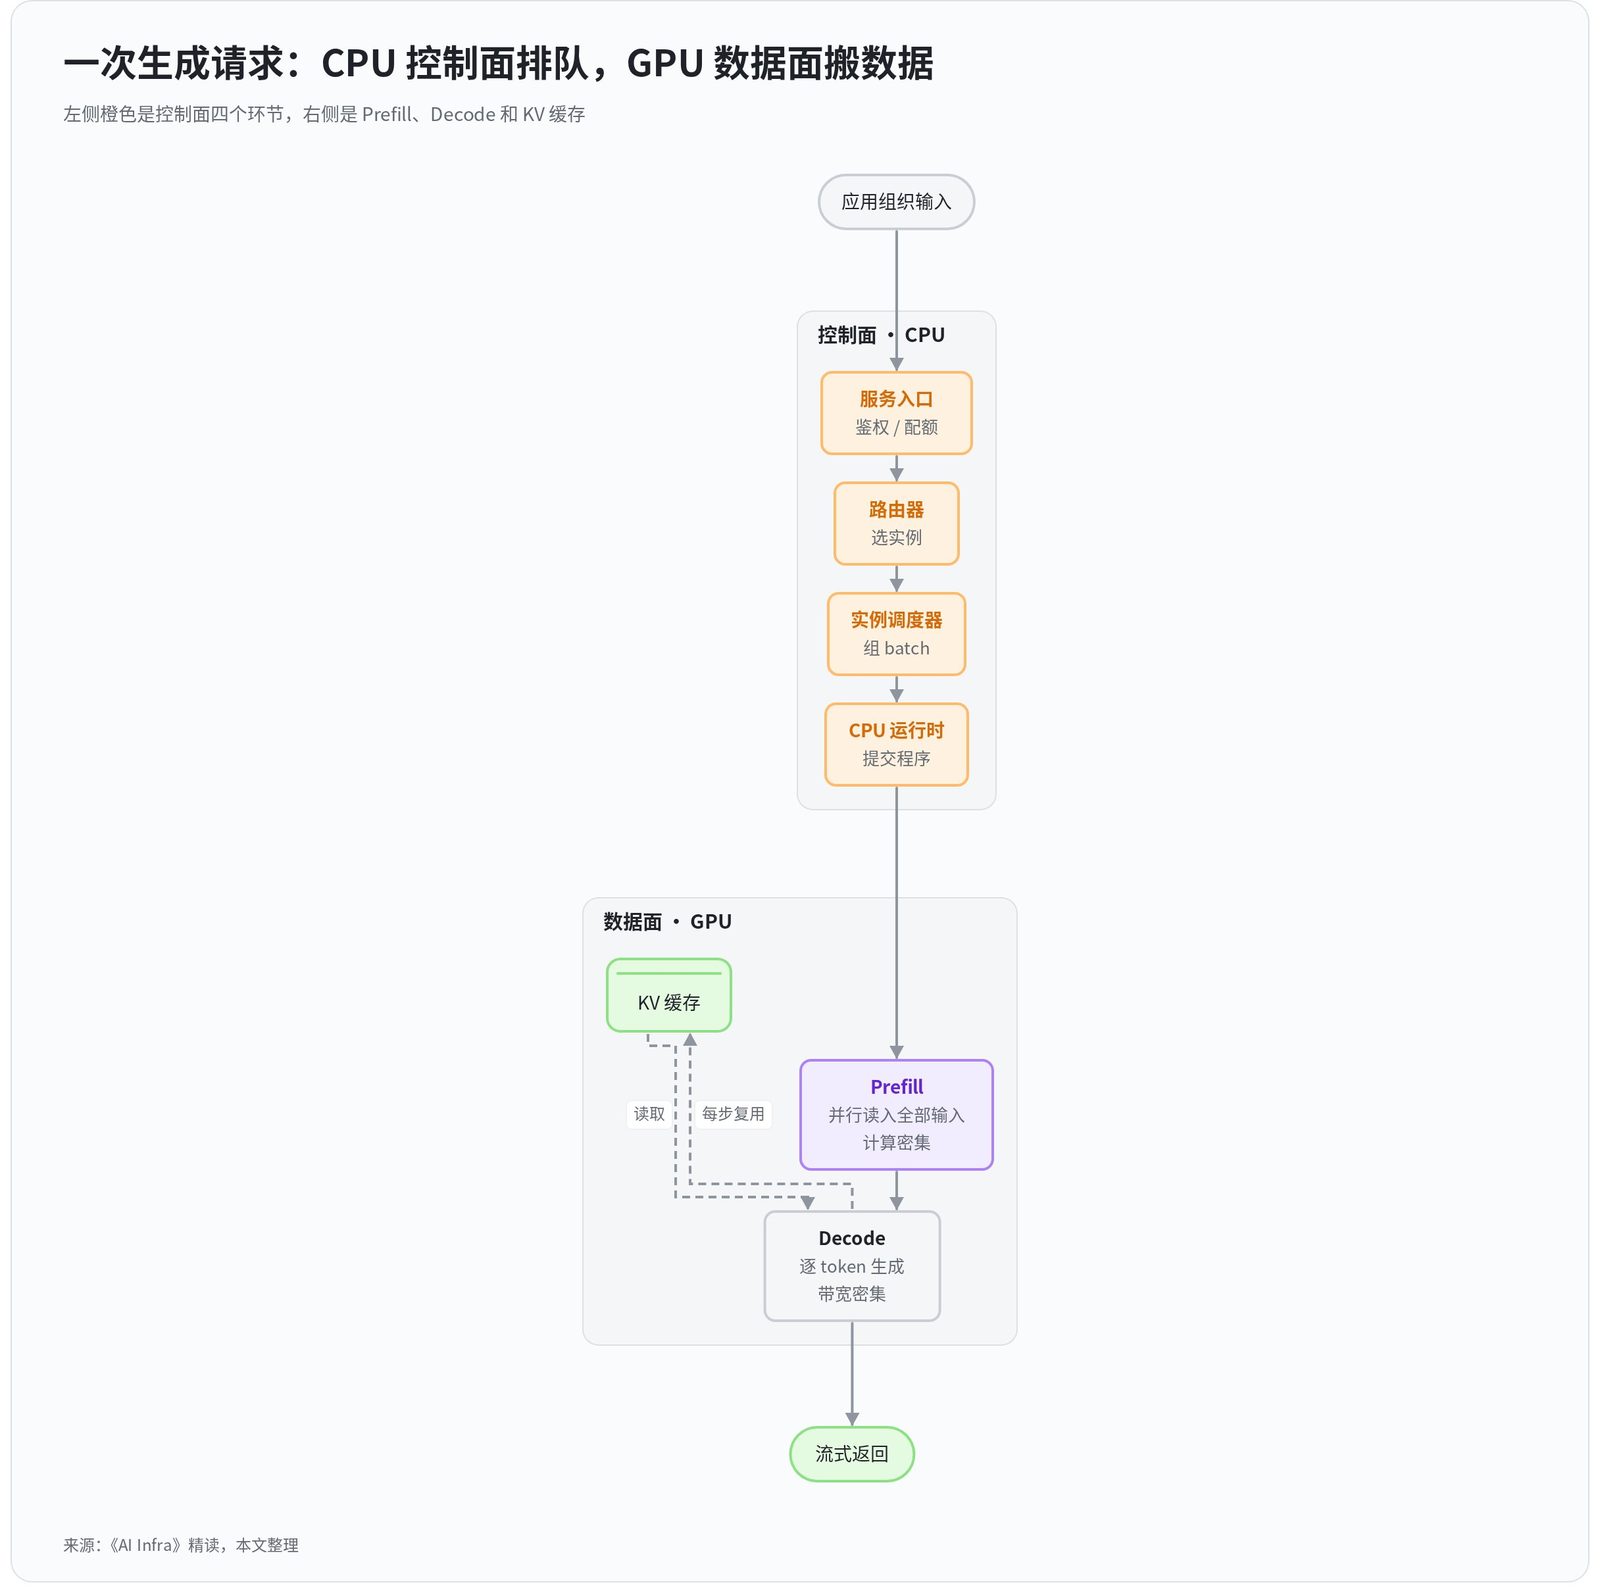 一次生成请求：CPU 控制面排队，GPU 数据面搬数据
左侧橙色是控制面四个环节，右侧是 Prefill、Decode 和 KV 缓存
应用组织输入
控制面 · CPU
服务入口
鉴权 / 配额
路由器
选实例
实例调度器
组 batch
CPU 运行时
提交程序
数据面 · GPU
KV 缓存
读取
每步复用
Prefill
并行读入全部输入
计算密集
Decode
逐 token 生成
带宽密集
流式返回
来源：《AI Infra》精读，本文整理